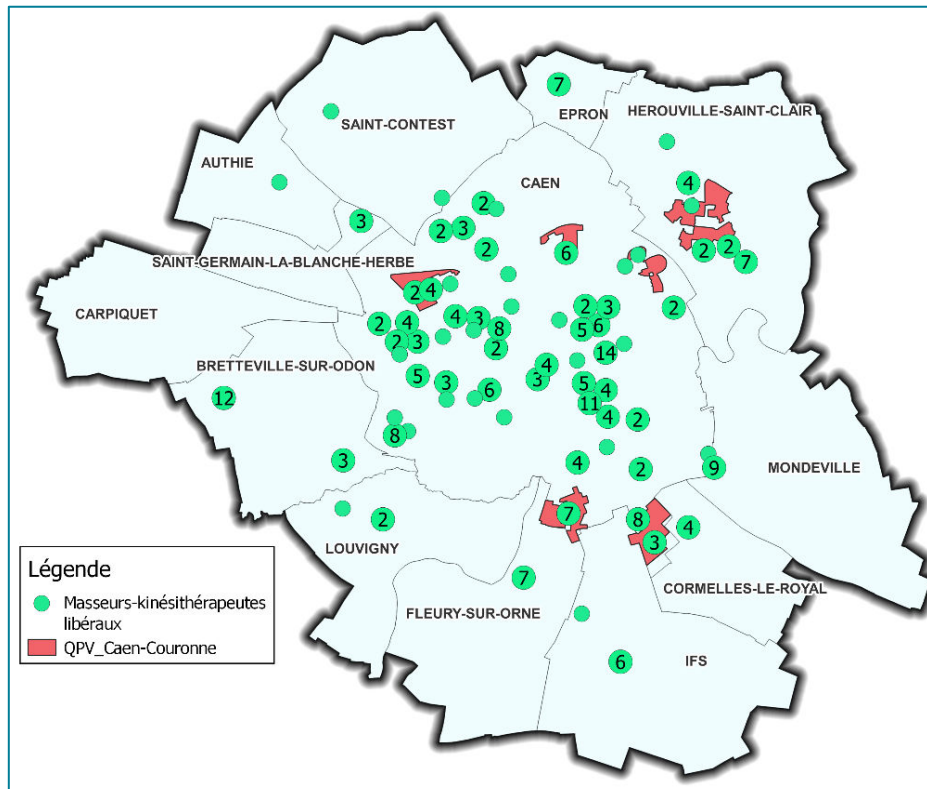 7
EPRON
HEROUVILLE-SAINT-CLAIR
SAINT-CONTEST
AUTHIE
CAEN
4
2
3
2
3
2
6
2
2
7
SAINT-GERMAIN-LA-BLANCHE-HERBE
CARPIQUET
2
4
2
3
2
2
4
4
3
8
5
6
2
3
2
14
BRETTEVILLE-SUR-ODON
5
3
6
4
3
5
4
12
11
4
2
8
3
4
2
9
MONDEVILLE
2
7
8
3
4
LOUVIGNY
7
CORMELLES-LE-ROYAL
FLEURY-SUR-ORNE
6
IFS
Légende
Masseurs-kinésithérapeutes
libéraux
QPV_Caen-Couronne